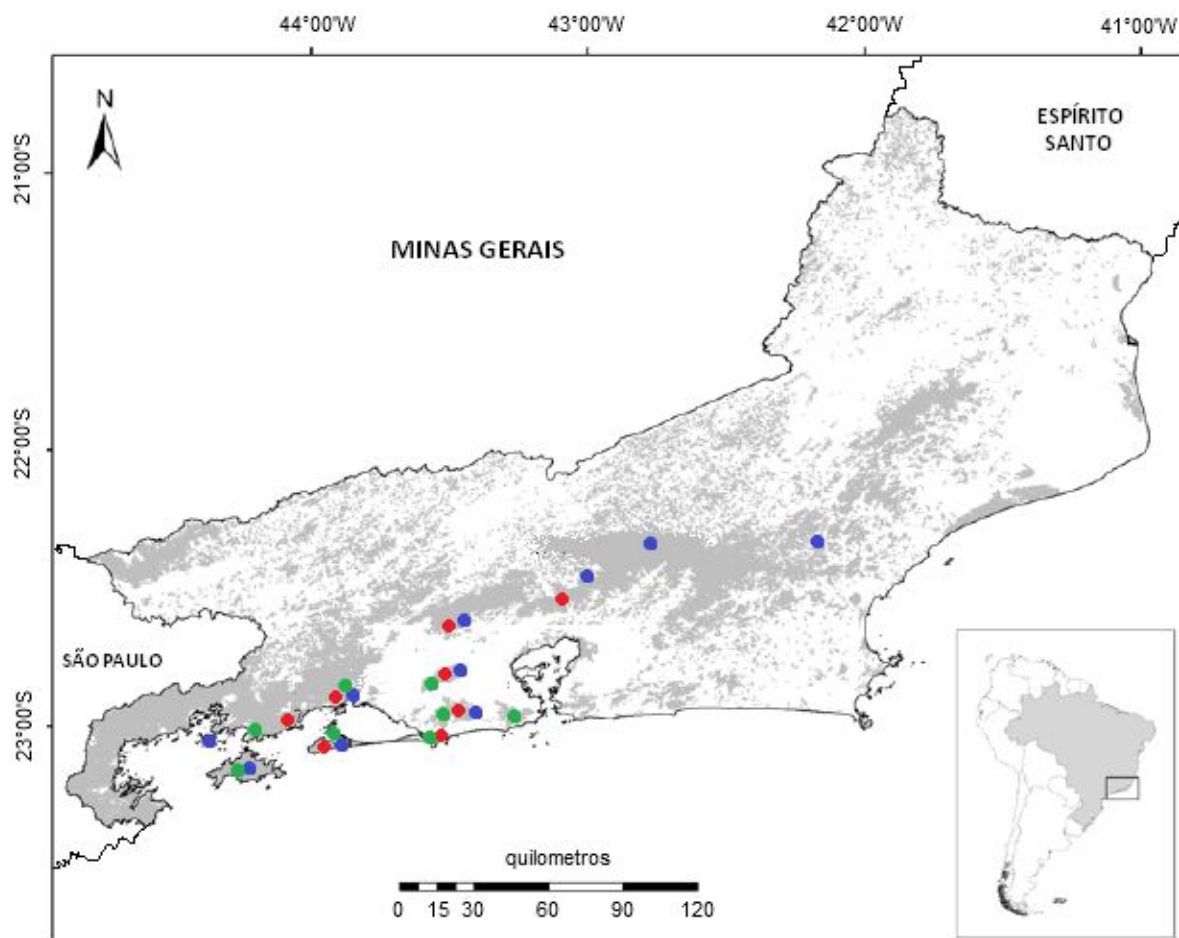 44°00'W
43°00'W
42°00'W
41°00'W
N
ESPÍRITO
SANTO
21°00'S
MINAS GERAIS
22°00'S
SÃO PAULO
23°00'S
quilometros
0 15 30 60 90 120